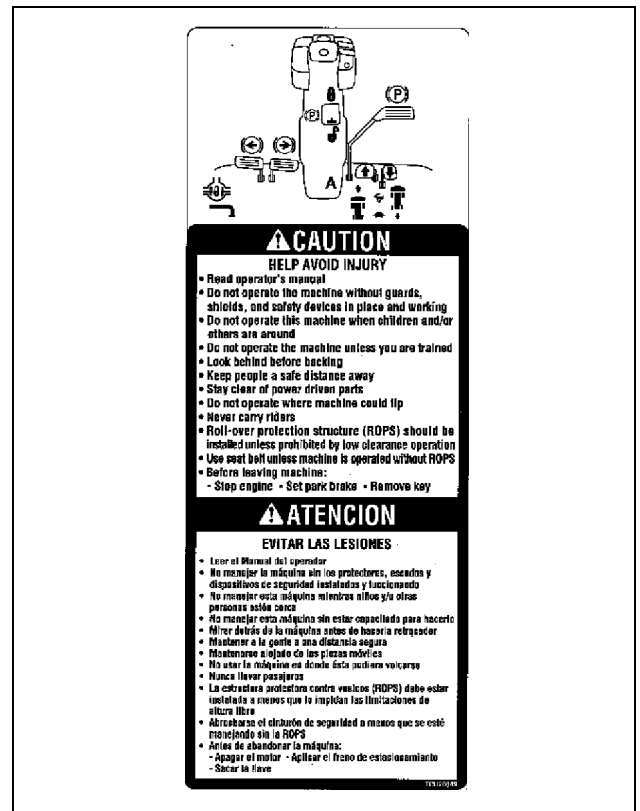 (P)
(P)
A
CAUTION
HELP AVOID INJURY
• Read operator's manual
• Do not operate the machine without guards,
shields, and safety devices in place and working
• Do not operate this machine when children and/or
others are around
• Do not operate the machine unless you are trained
• Look behind before backing
• Keep people a safe distance away
• Stay clear of power driven parts
• Do not operate where machine could tip
• Never carry riders
• Roll-over protection structure (ROPS) should be
installed unless prohibited by low clearance operation
• Use seat belt unless machine is operated without ROPS
• Before leaving machine:
- Stop engine - Set park brake - Remove key
ATENCION
EVITAR LAS LESIONES
• Leer el Manual del operador
• No manejar la máquina sin los protectores, escudos y
dispositivos de seguridad instalados y funcionando
• No manejar esta máquina mientras niños y/u otras
personas estén cerca
• No manejar esta máquina sin estar capacitado para hacerlo
• Mirar detrás de la máquina antes de hacerla retroceder
• Mantener a la gente a una distancia segura
• Mantenerse alejado de las piezas móviles
• No usar la máquina en donde ésta pudiera volcarse
• Nunca llevar pasajeros
• La estructura protectora contra vuelcos (ROPS) debe estar
instalada a menos que lo impidan las limitaciones de
altura libre
• Abrocharse el cinturón de seguridad a menos que se esté
manejando sin la ROPS
• Antes de abandonar la máquina:
- Apagar el motor - Aplicar el freno de estacionamiento
- Sacar la llave